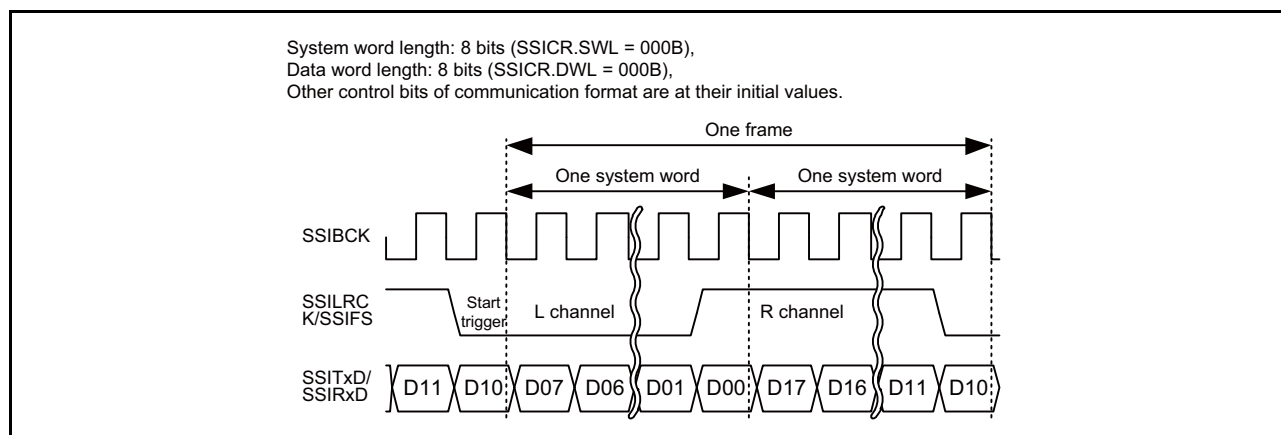 System word length: 8 bits (SSICR.SWL = 000B),
Data word length: 8 bits (SSICR.DWL = 000B),
Other control bits of communication format are at their initial values.
One frame
One system word One system word
SSIBCK
SSILRC
K/SSIFS
Start
trigger
L channel R channel
SSITxD/
SSIRxD
D11 D10 D07 D06 D01 D00 D17 D16 D11 D10